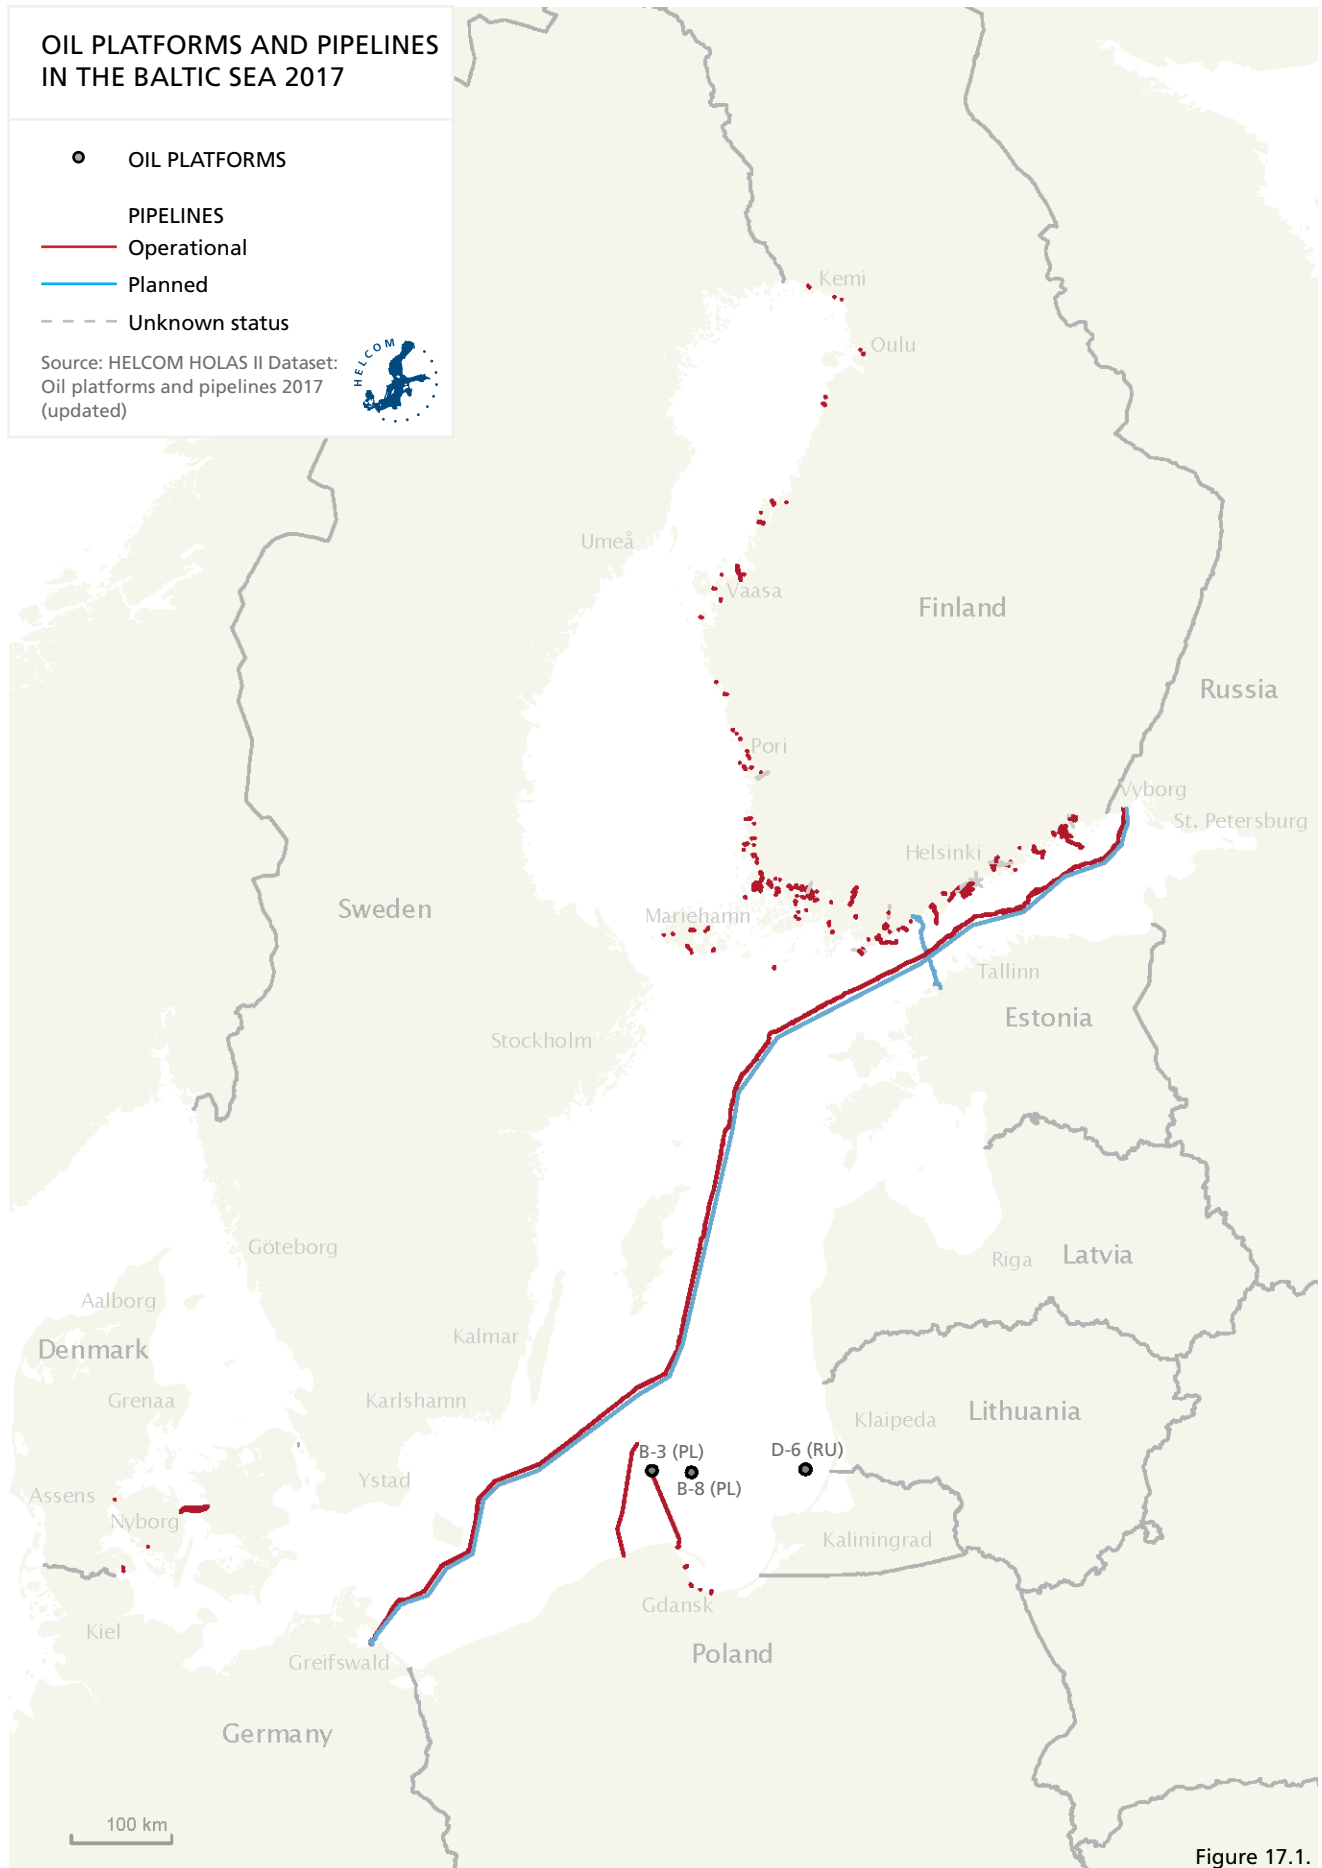 OIL PLATFORMS AND PIPELINES
IN THE BALTIC SEA 2017
OIL PLATFORMS
PIPELINES
Operational
Planned
Unknown status
Source: HELCOM HOLAS II Dataset:
Oil platforms and pipelines 2017
(updated)
HELCOM
Kemi
Oulu
Umeå
Vaasa
Finland
Russia
Pori
Vyborg
St. Petersburg
Helsinki
Sweden
Mariehamn
Tallinn
Estonia
Stockholm
Göteborg
Riga
Latvia
Aalborg
Kalmar
Denmark
Grenaa
Karlshamn
Klaipeda
Lithuania
B-3 (PL)
D-6 (RU)
Ystad
B-8 (PL)
Assens
Nyborg
Kaliningrad
Gdansk
Kiel
Greifswald
Poland
Germany
100 km
Figure 17.1.